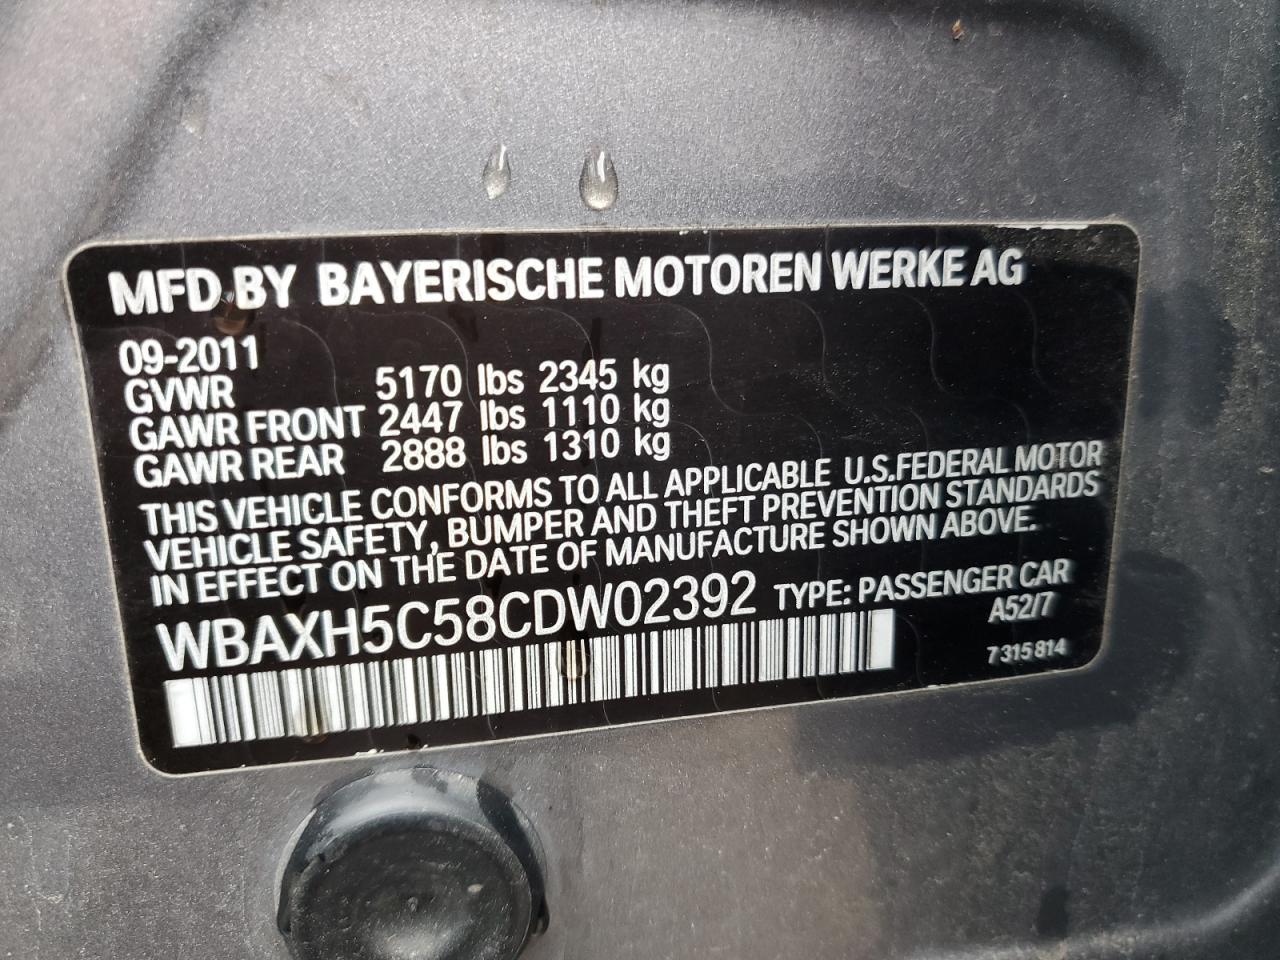 MFD BY BAYERISCHE MOTOREN WERKE AG
09-2011
GVWR 5170 lbs 2345 kg
GAWR FRONT 2447 lbs 1110 kg
GAWR REAR 2888 lbs 1310 kg
THIS VEHICLE CONFORMS TO ALL APPLICABLE U.S.FEDERAL MOTOR
VEHICLE SAFETY, BUMPER AND THEFT PREVENTION STANDARDS
IN EFFECT ON THE DATE OF MANUFACTURE SHOWN ABOVE.
WBAXH5C58CDW02392 TYPE: PASSENGER CAR
A52/7
7 315 814